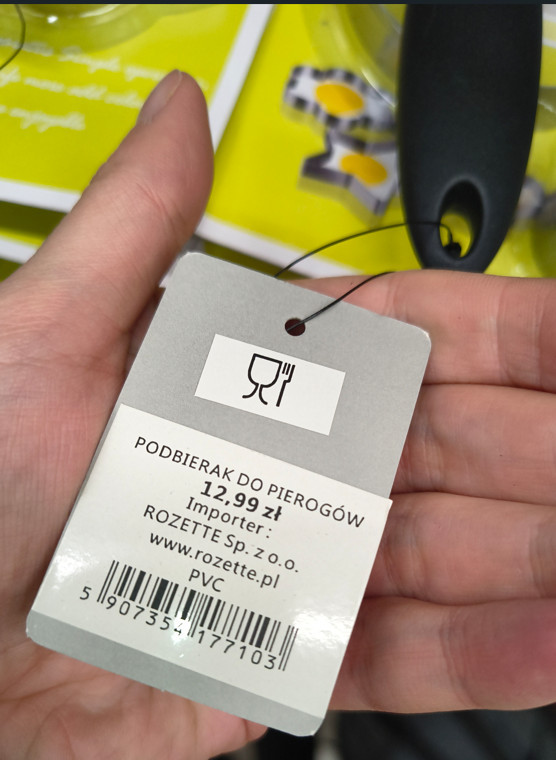 PODBIERAK DO PIEROGÓW
12.99 zł
Importer :
ROZETTE Sp. z o.o.
www.rozette.pl
PVC
5 907354 177103